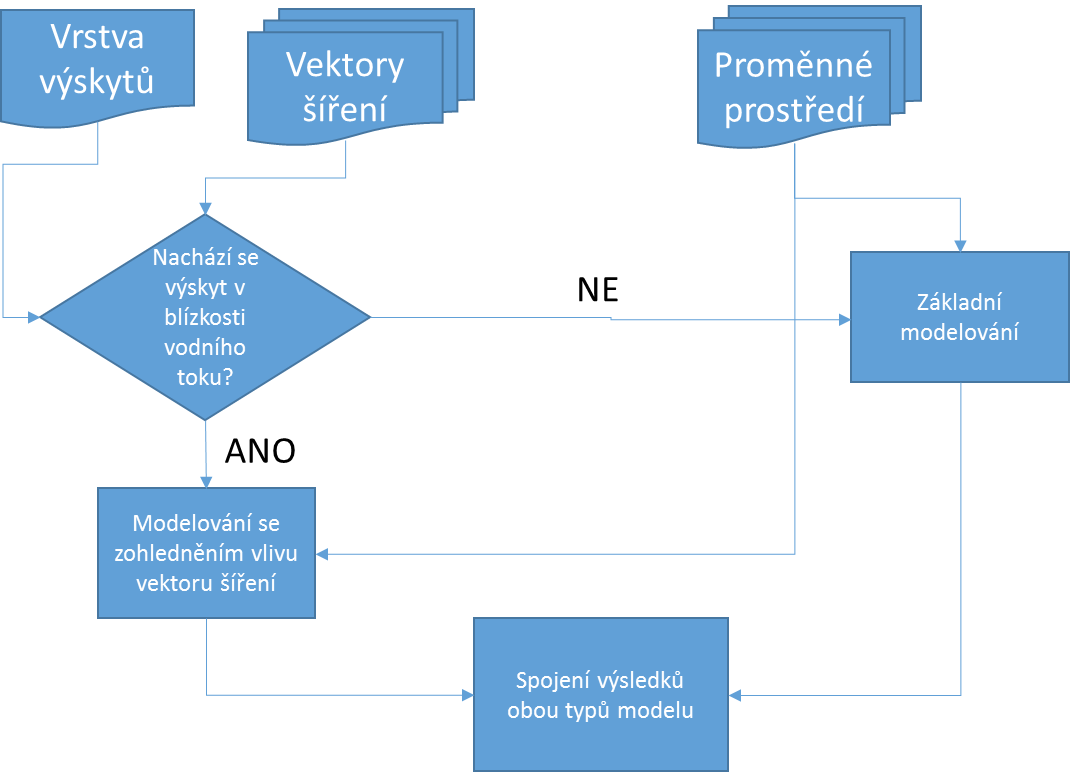 Vrstva
výskytů
Vektory
šíření
Proměnné
prostředí
Nachází se
výskyt v
blízkosti
vodního
toku?
NE
Základní
modelování
ANO
Modelování se
zohledněním vlivu
vektoru šíření
Spojení výsledků
obou typů modelu